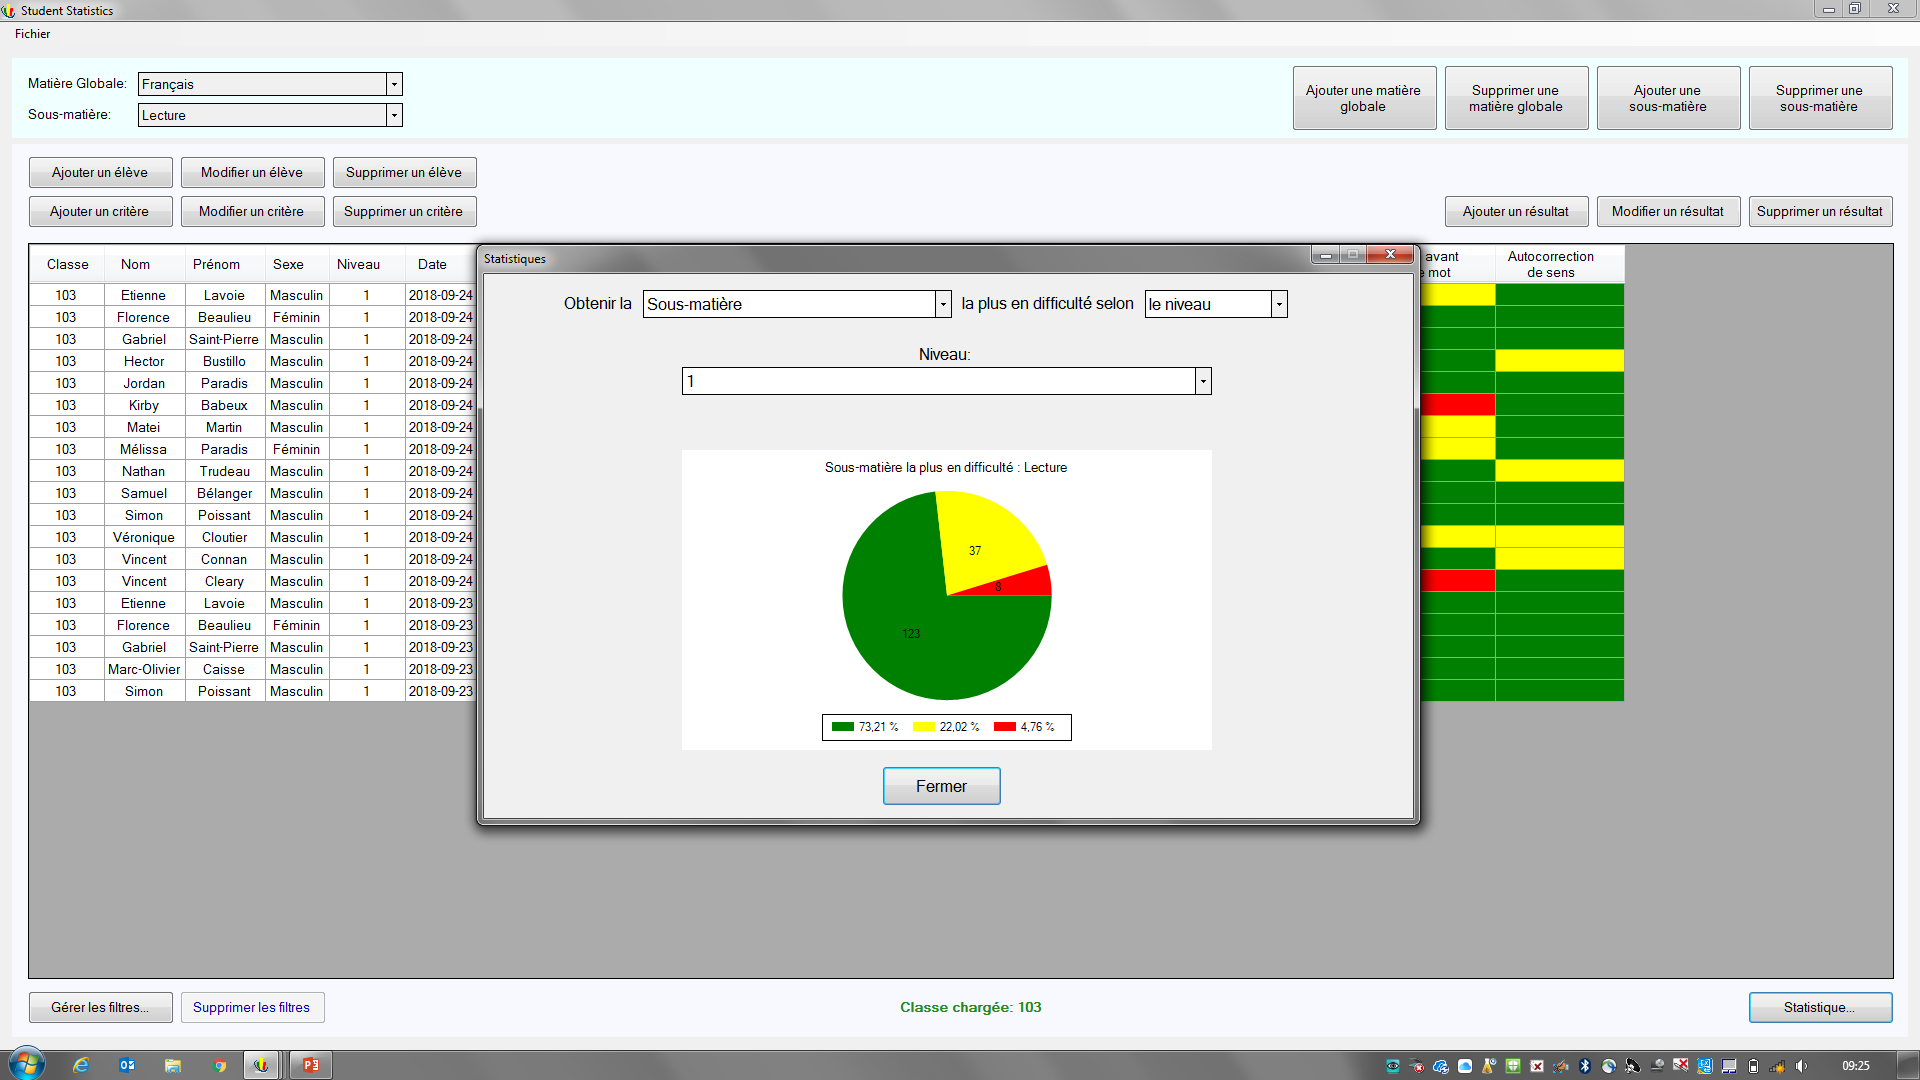 Student Statistics
Fichier
Matière Globale: Français
Sous-matière: Lecture
Ajouter une matière globale
Supprimer une matière globale
Ajouter une sous-matière
Supprimer une sous-matière
Ajouter un élève Modifier un élève Supprimer un élève
Ajouter un critère Modifier un critère Supprimer un critère
Ajouter un résultat Modifier un résultat Supprimer un résultat
Classe Nom Prénom Sexe Niveau Date
avant
mot
Autocorrection
de sens
103 Etienne Lavoie Masculin 1 2018-09-24
103 Florence Beaulieu Féminin 1 2018-09-24
103 Gabriel Saint-Pierre Masculin 1 2018-09-24
103 Hector Bustillo Masculin 1 2018-09-24
103 Jordan Paradis Masculin 1 2018-09-24
103 Kirby Babeux Masculin 1 2018-09-24
103 Matei Martin Masculin 1 2018-09-24
103 Mélissa Paradis Féminin 1 2018-09-24
103 Nathan Trudeau Masculin 1 2018-09-24
103 Samuel Bélanger Masculin 1 2018-09-24
103 Simon Poissant Masculin 1 2018-09-24
103 Véronique Cloutier Masculin 1 2018-09-24
103 Vincent Connan Masculin 1 2018-09-24
103 Vincent Cleary Masculin 1 2018-09-24
103 Etienne Lavoie Masculin 1 2018-09-23
103 Florence Beaulieu Féminin 1 2018-09-23
103 Gabriel Saint-Pierre Masculin 1 2018-09-23
103 Marc-Olivier Caisse Masculin 1 2018-09-23
103 Simon Poissant Masculin 1 2018-09-23
Statistiques
Obtenir la Sous-matière la plus en difficulté selon le niveau
Niveau:
1
Sous-matière la plus en difficulté : Lecture
37
8
123
73,21 % 22,02 % 4,76 %
Fermer
Gérer les filtres... Supprimer les filtres
Classe chargée: 103
Statistique...
09:25